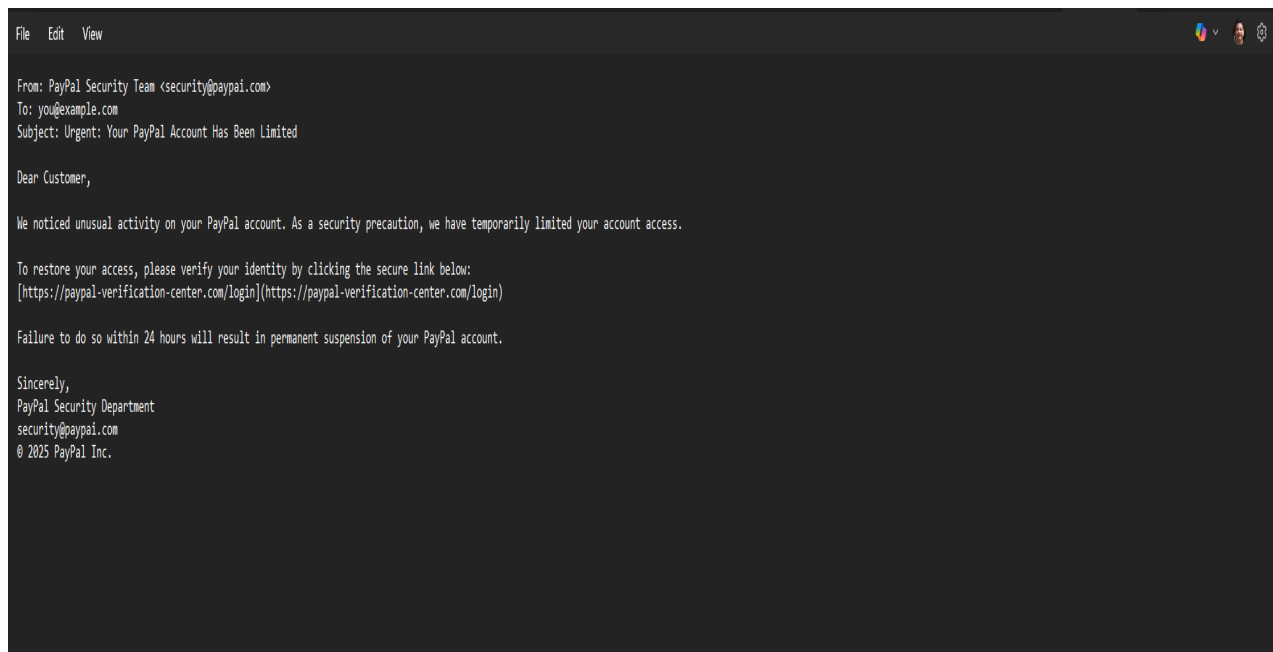 File Edit View
From: PayPal Security Team <security@paypai.com>
To: you@example.com
Subject: Urgent: Your PayPal Account Has Been Limited
Dear Customer,
We noticed unusual activity on your PayPal account. As a security precaution, we have temporarily limited your account access.
To restore your access, please verify your identity by clicking the secure link below:
[https://paypal-verification-center.com/login](https://paypal-verification-center.com/login)
Failure to do so within 24 hours will result in permanent suspension of your PayPal account.
Sincerely,
PayPal Security Department
security@paypai.com
© 2025 PayPal Inc.